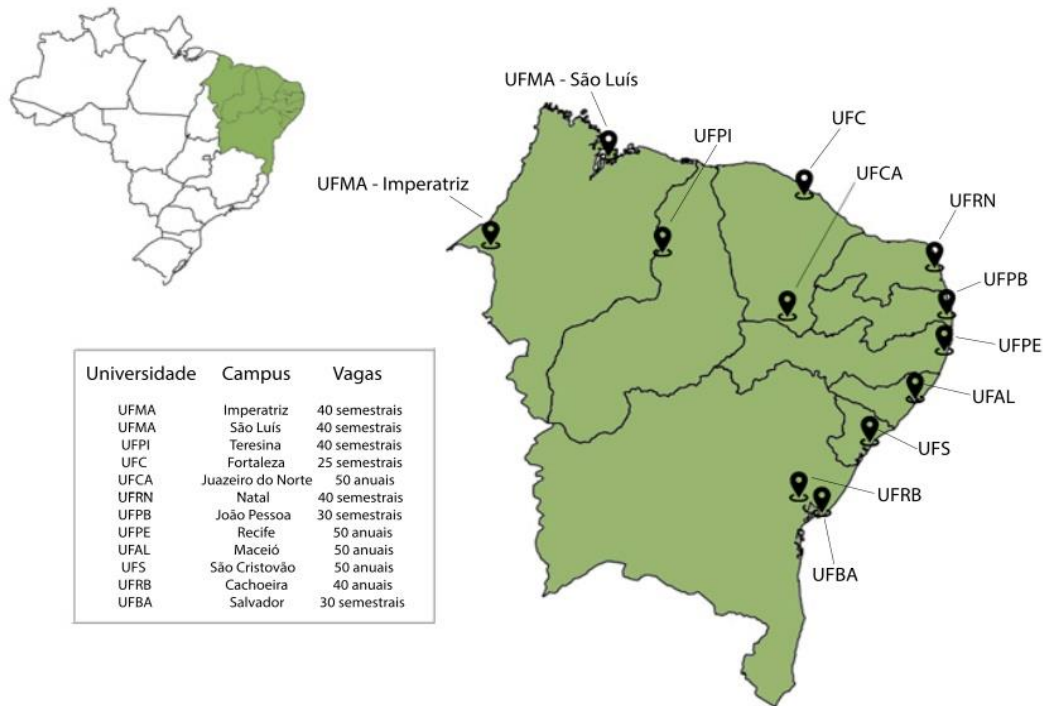 UFMA - São Luís
UFPI
UFC
UFCA
UFMA - Imperatriz
UFRN
UFPB
UFPE
UFAL
UFS
UFRB
UFBA
Universidade Campus Vagas
UFMA Imperatriz 40 semestrais
UFMA São Luís 40 semestrais
UFPI Teresina 40 semestrais
UFC Fortaleza 25 semestrais
UFCA Juazeiro do Norte 50 anuais
UFRN Natal 40 semestrais
UFPB João Pessoa 30 semestrais
UFPE Recife 50 anuais
UFAL Maceió 50 anuais
UFS São Cristovão 50 anuais
UFRB Cachoeira 40 anuais
UFBA Salvador 30 semestrais